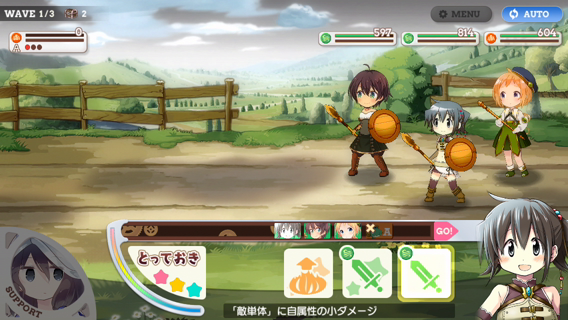 WAVE 1/3 2
MENU
AUTO
0
A
597
814
604
GO!
とっておき
SUPPORT
「敵単体」に自属性の小ダメージ